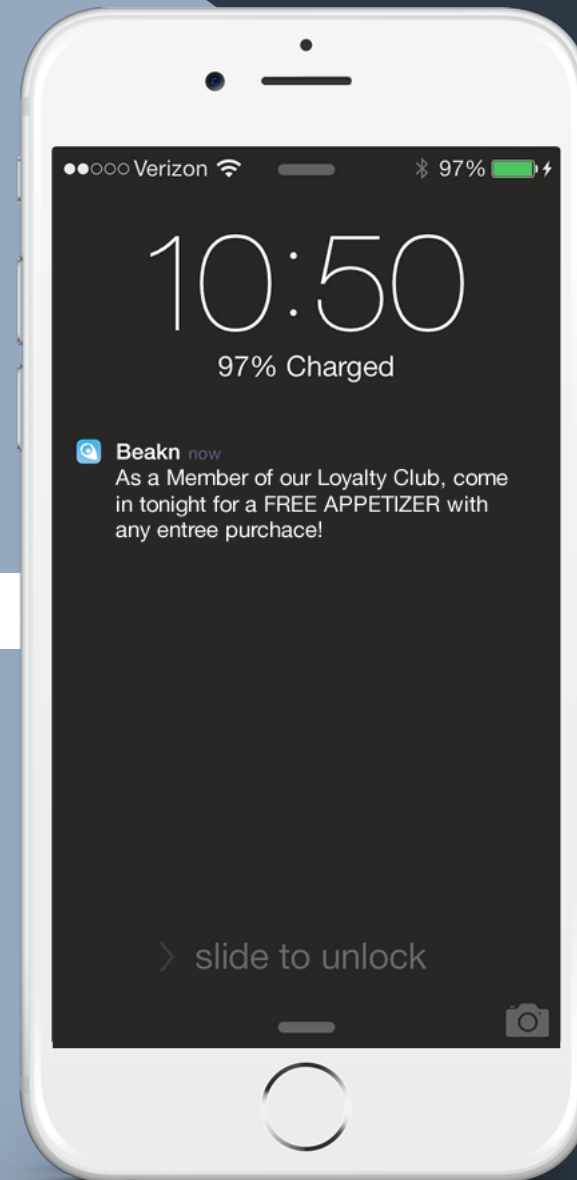 Verizon 97%
10:50
97% Charged
Beakn now
As a Member of our Loyalty Club, come
in tonight for a FREE APPETIZER with
any entree purchace!
> slide to unlock